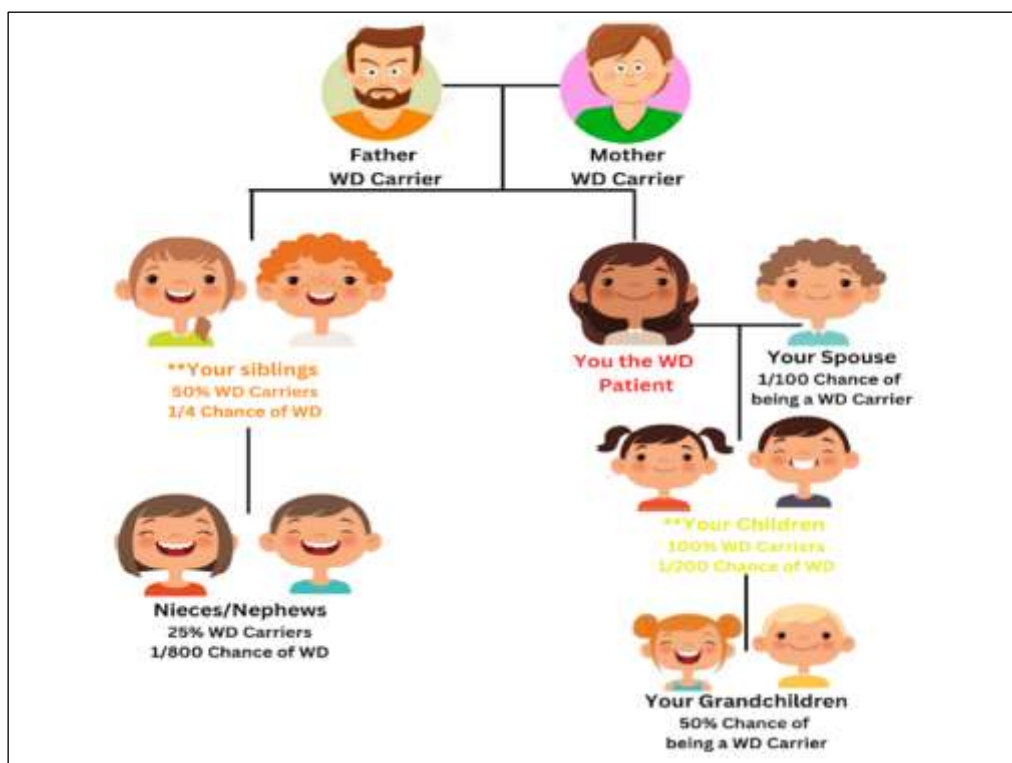 Father
WD Carrier
Mother
WD Carrier
**Your siblings
50% WD Carriers
1/4 Chance of WD
You the WD
Patient
Your Spouse
1/100 Chance of
being a WD Carrier
**Your Children
100% WD Carriers
1/200 Chance of WD
Nieces/Nephews
25% WD Carriers
1/800 Chance of WD
Your Grandchildren
50% Chance of
being a WD Carrier